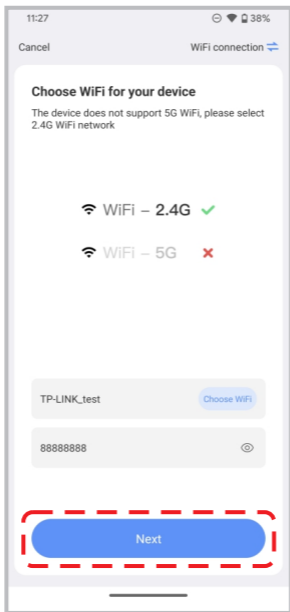 11:27
38%
Cancel
WiFi connection
Choose WiFi for your device
The device does not support 5G WiFi, please select
2.4G WiFi network
WiFi – 2.4G
WiFi – 5G
TP-LINK_test
Choose WiFi
88888888
Next